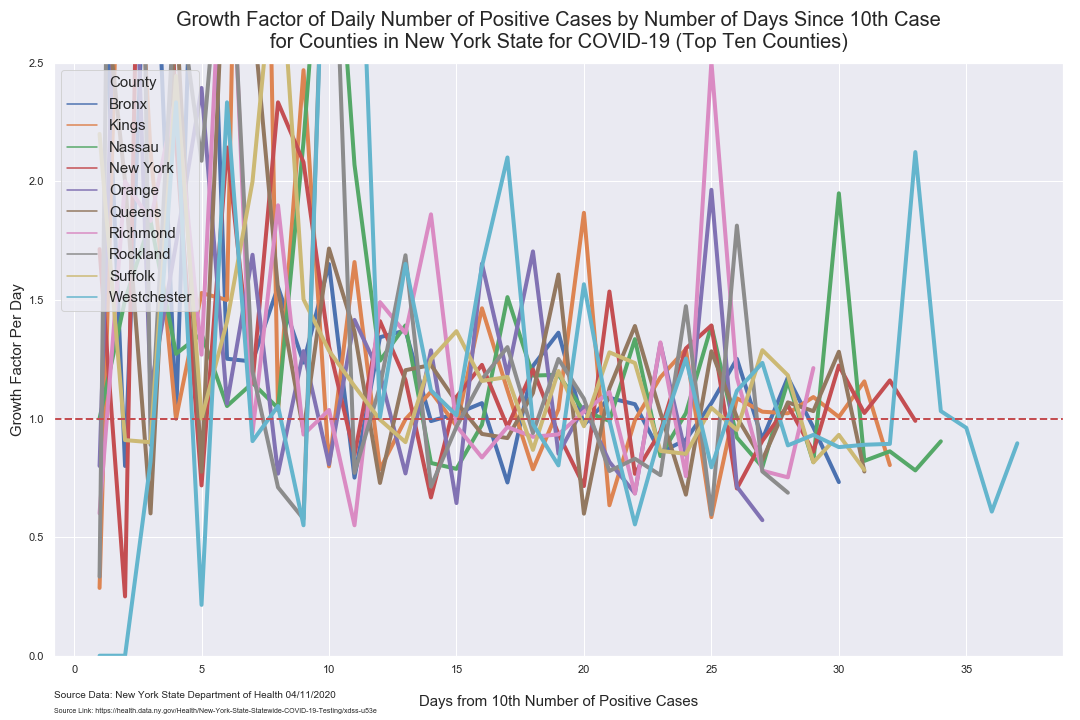 Growth Factor of Daily Number of Positive Cases by Number of Days Since 10th Case
for Counties in New York State for COVID-19 (Top Ten Counties)
2.5
2.0
1.5
1.0
0.5
0.0
Growth Factor Per Day
County
Bronx
Kings
Nassau
New York
Orange
Queens
Richmond
Rockland
Suffolk
Westchester
0 5 10 15 20 25 30 35
Days from 10th Number of Positive Cases
Source Data: New York State Department of Health 04/11/2020
Source Link: https://health.data.ny.gov/Health/New-York-State-Statewide-COVID-19-Testing/xdss-u53e